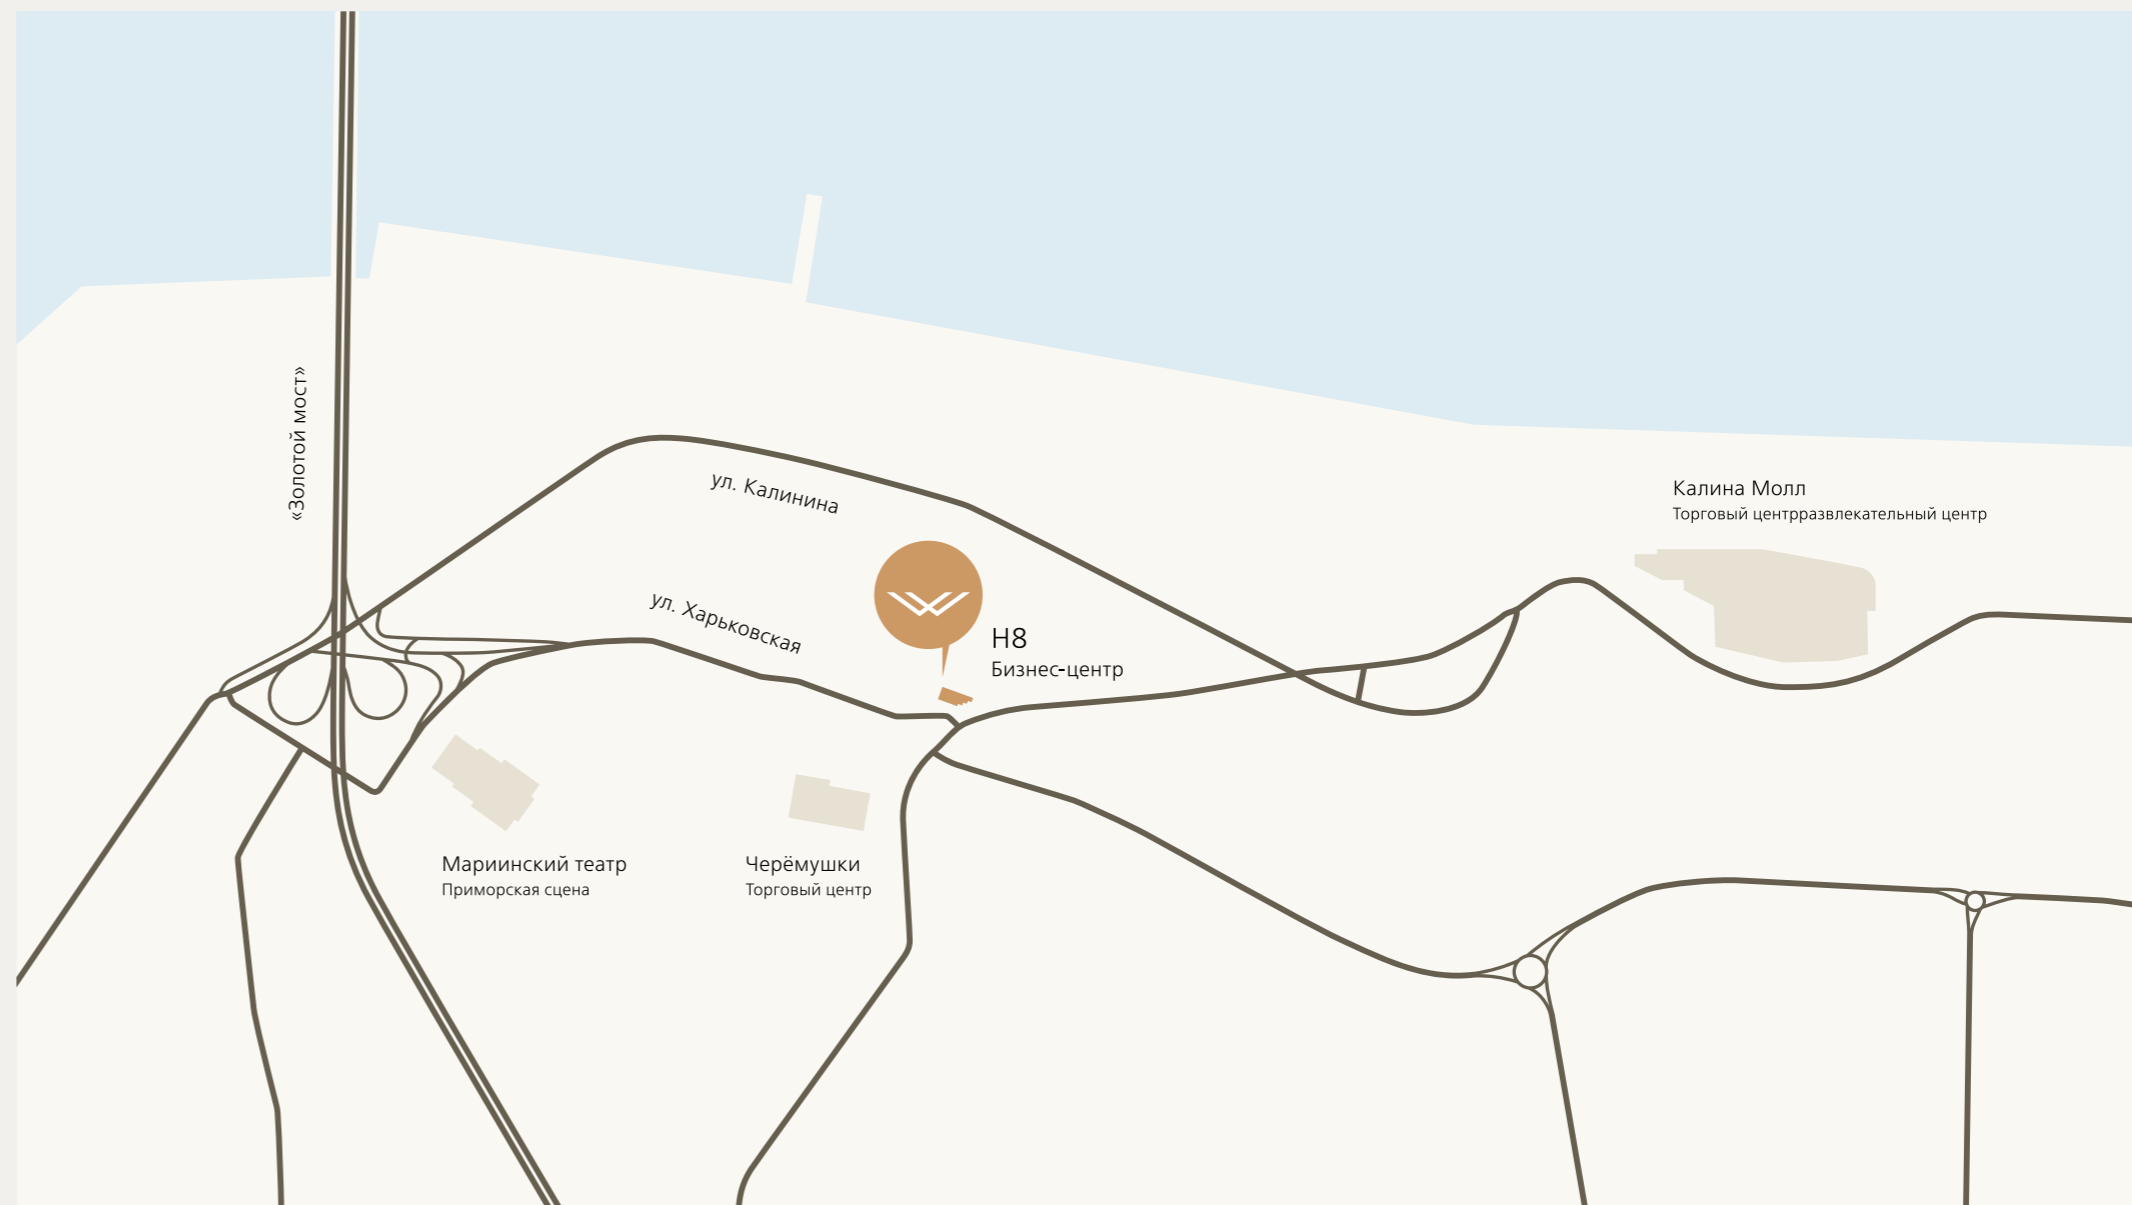 «Золотой мост»
ул. Калинина
Калина Молл
Торговый центрразвлекательный центр
ул. Харьковская
H8
Бизнес-центр
Мариинский театр
Приморская сцена
Черёмушки
Торговый центр